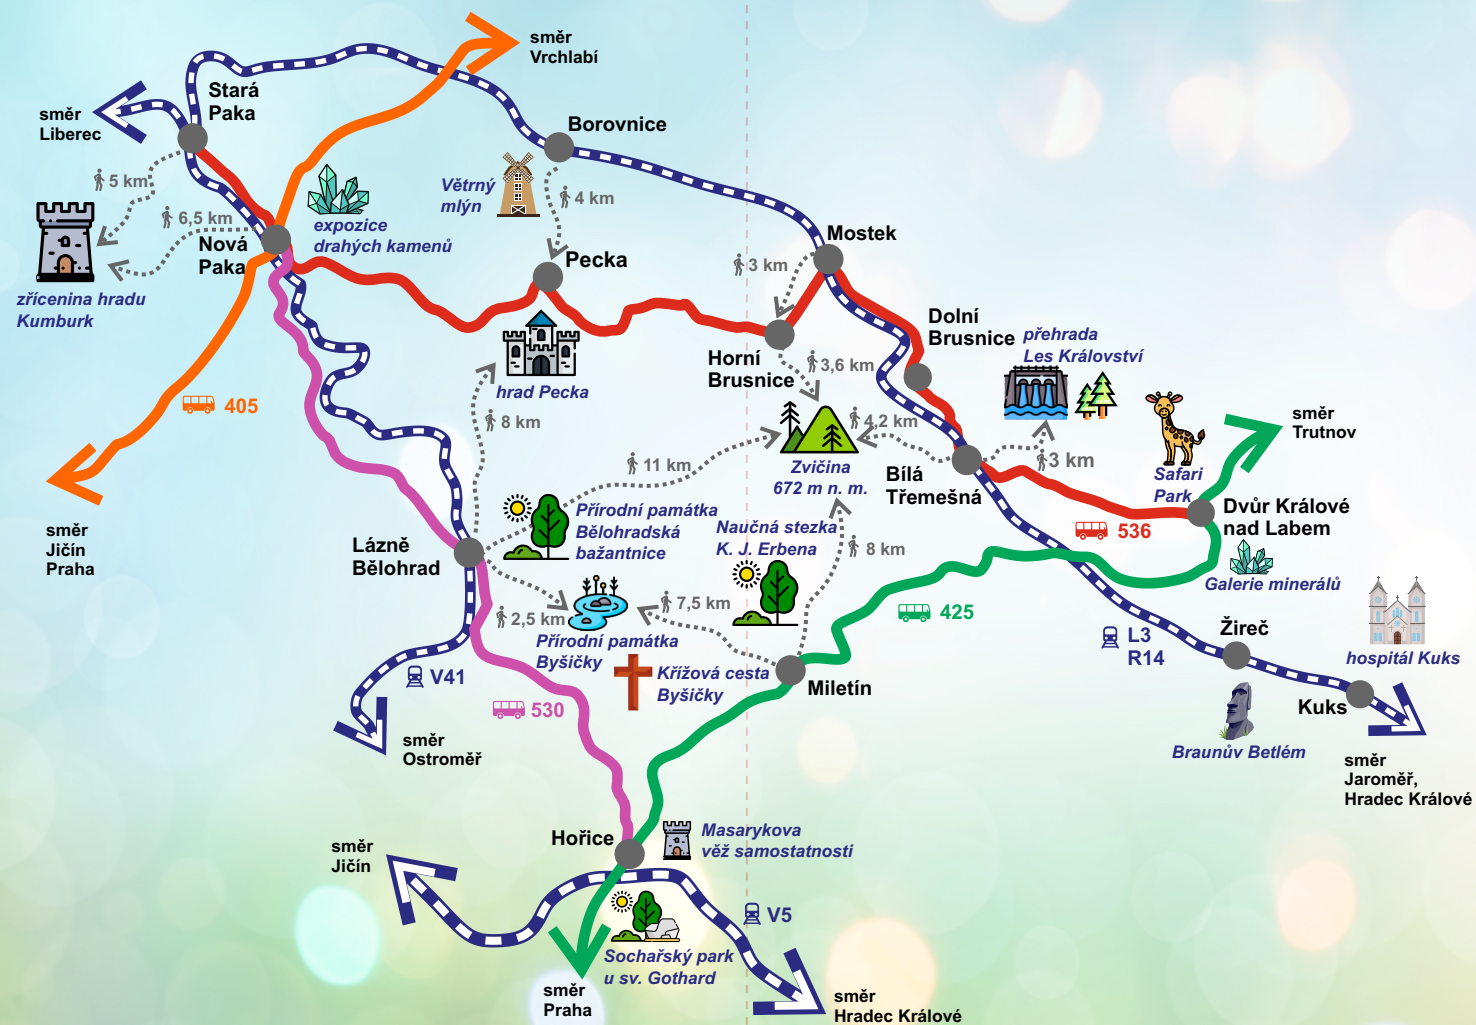 směr
Vrchlabí
Stará
Paka
směr
Liberec
Borovnice
5 km
Větrný
mlýn
4 km
6,5 km
expozice
drahých kamenů
Nová
Paka
Mostek
Pecka
3 km
zřícenina hradu
Kumburk
Dolní
Brusnice
přehrada
Les Království
Horní
Brusnice
3,6 km
hrad Pecka
405
8 km
4,2 km
směr
Trutnov
11 km
Zvičina
672 m n. m.
3 km
Bílá
Třemešná
Safari
Park
směr
Jičín
Praha
Přírodní památka
Bělohradská
bažantnice
Naučná stezka
K. J. Erbena
Dvůr Králové
nad Labem
536
Lázně
Bělohrad
8 km
Galerie minerálů
7,5 km
2,5 km
425
Přírodní památka
Byšičky
L3
R14
Žireč
hospitál Kuks
V41
Křížová cesta
Byšičky
Miletín
530
Kuks
směr
Ostroměř
Braunův Betlém
směr
Jaroměř,
Hradec Králové
Hořice
Masarykova
věž samostatnosti
směr
Jičín
V5
Sochařský park
u sv. Gothard
směr
Praha
směr
Hradec Králové